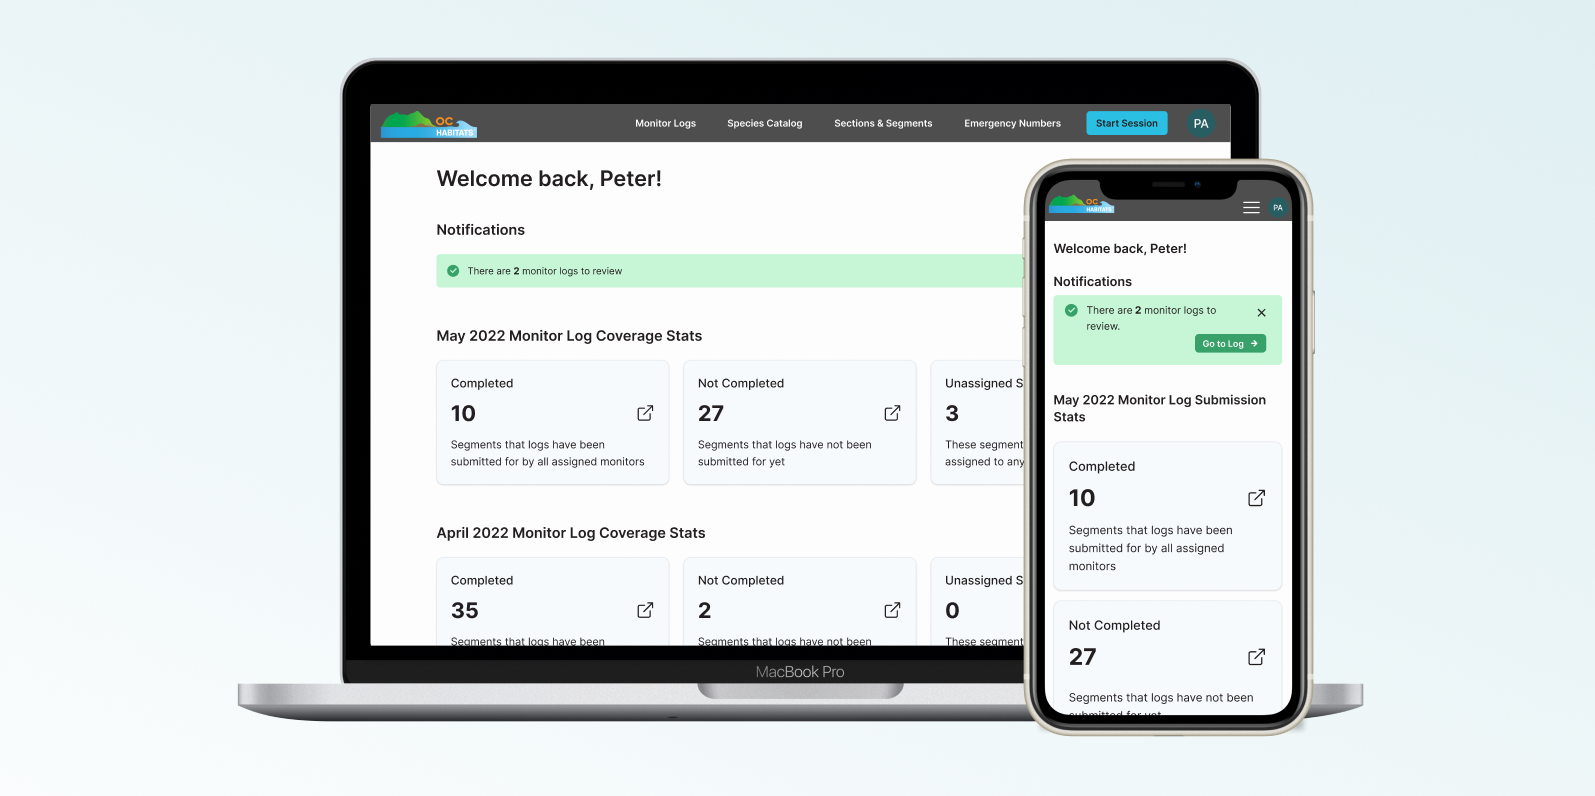 OC
HABITATS
Monitor Logs
Species Catalog
Sections & Segments
Emergency Numbers
Start Session
PA
Welcome back, Peter!
Notifications
There are 2 monitor logs to review
May 2022 Monitor Log Coverage Stats
Completed
10
Segments that logs have been
submitted for by all assigned monitors
Not Completed
27
Segments that logs have not been
submitted for yet
Unassigned S
3
These segment
assigned to any
April 2022 Monitor Log Coverage Stats
Completed
35
Segments that logs have been
Not Completed
2
Segments that logs have not been
Unassigned S
0
These segment
MacBook Pro
OC
HABITATS
PA
Welcome back, Peter!
Notifications
There are 2 monitor logs to
review.
Go to Log
May 2022 Monitor Log Submission
Stats
Completed
10
Segments that logs have been
submitted for by all assigned
monitors
Not Completed
27
Segments that logs have not been
submitted for yet